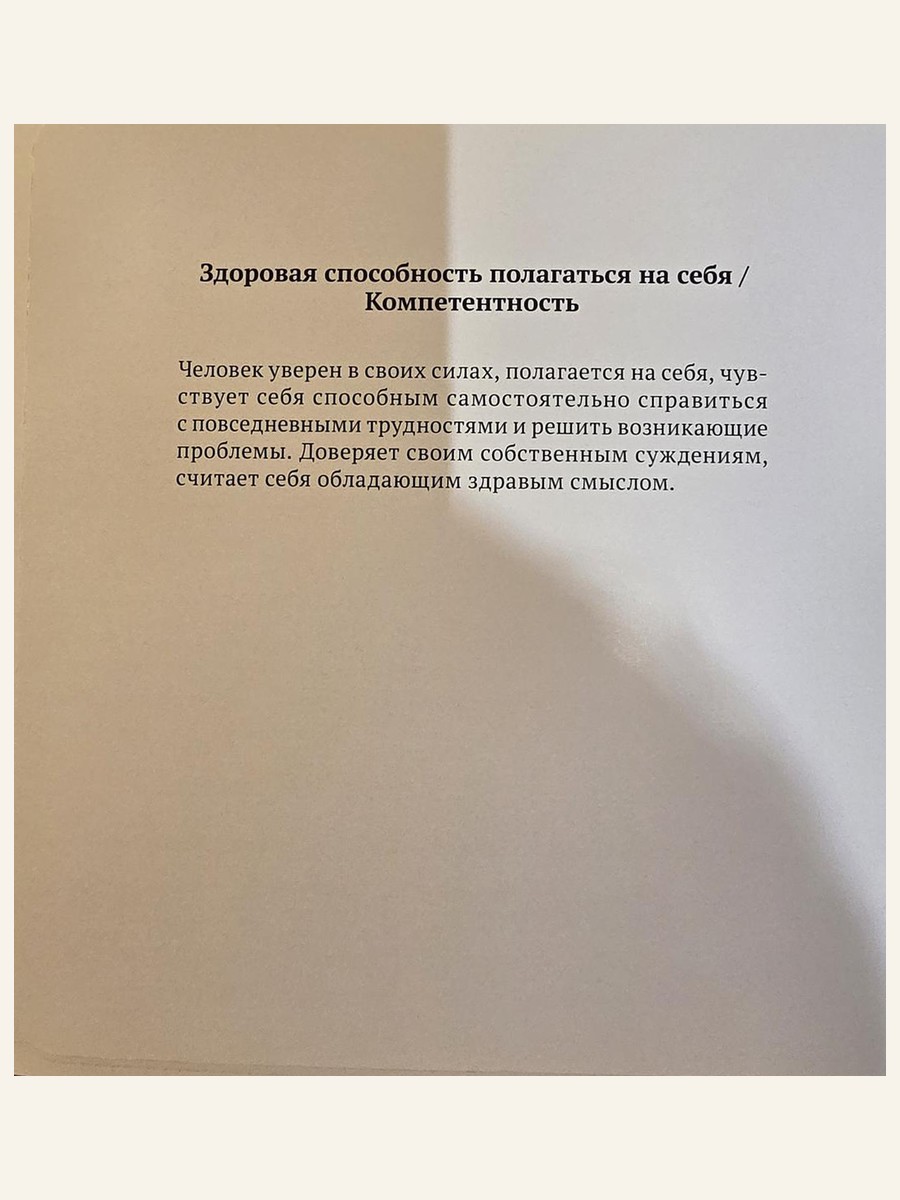 Здоровая способность полагаться на себя /
Компетентность
Человек уверен в своих силах, полагается на себя, чув-
ствует себя способным самостоятельно справиться
с повседневными трудностями и решить возникающие
проблемы. Доверяет своим собственным суждениям,
считает себя обладающим здравым смыслом.